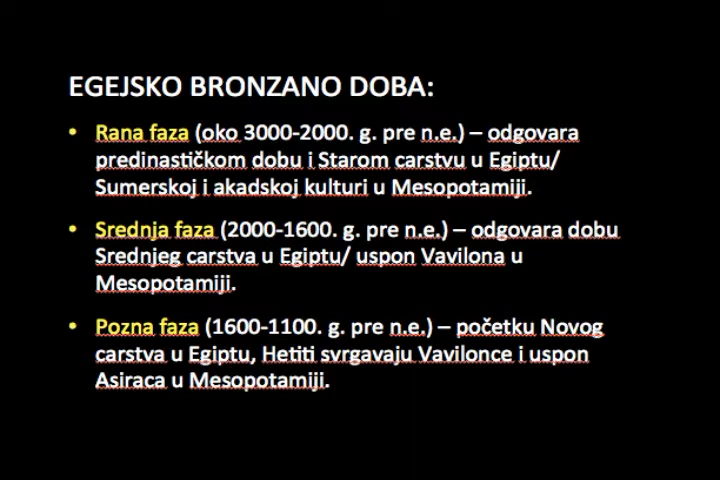 EGEJSKO BRONZANO DOBA:
• Rana faza (oko 3000-2000. g. pre n.e.) – odgovara
predinastičkom dobu i Starom carstvu u Egiptu/
Sumerskoj i akadskoj kulturi u Mesopotamiji.
• Srednja faza (2000-1600. g. pre n.e.) – odgovara dobu
Srednjeg carstva u Egiptu/ uspon Vavilona u
Mesopotamiji.
• Pozna faza (1600-1100. g. pre n.e.) – početku Novog
carstva u Egiptu, Hetiti svrgavaju Vavilonce i uspon
Asiraca u Mesopotamiji.